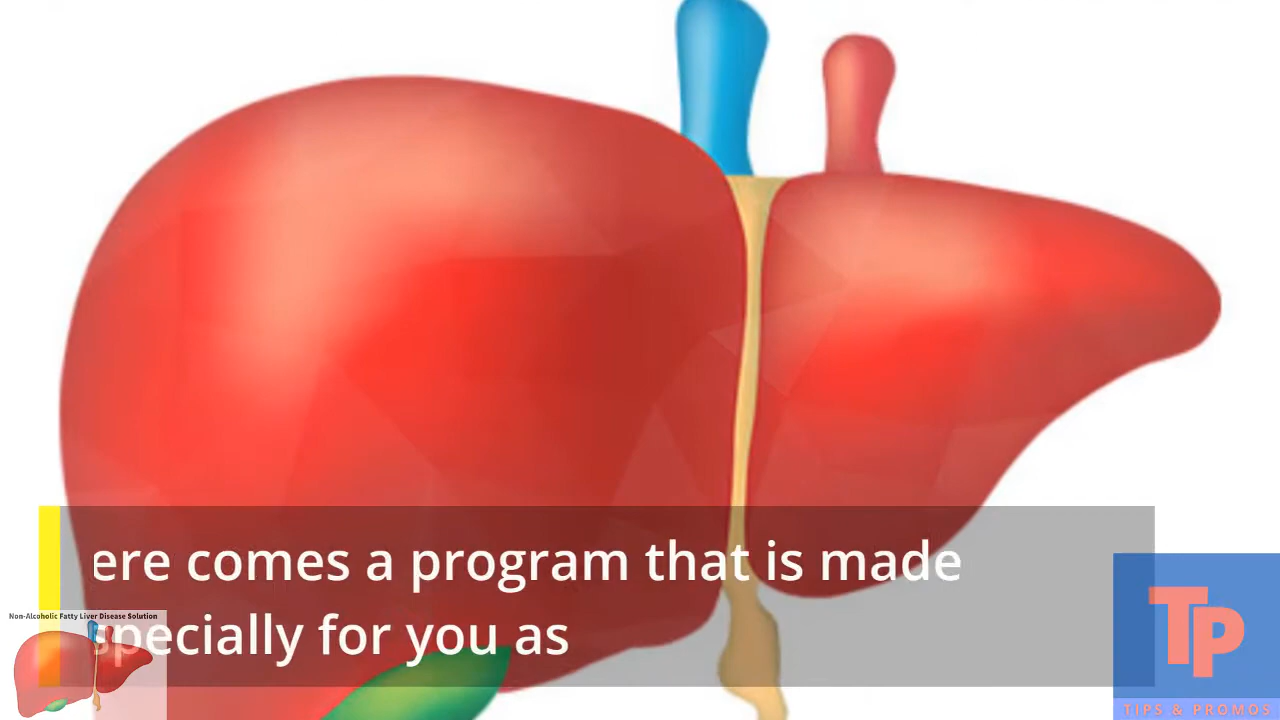 ere comes a program that is made
specially for you as
Non-Alcoholic Fatty Liver Disease Solution
TP
TIPS & PROMOS